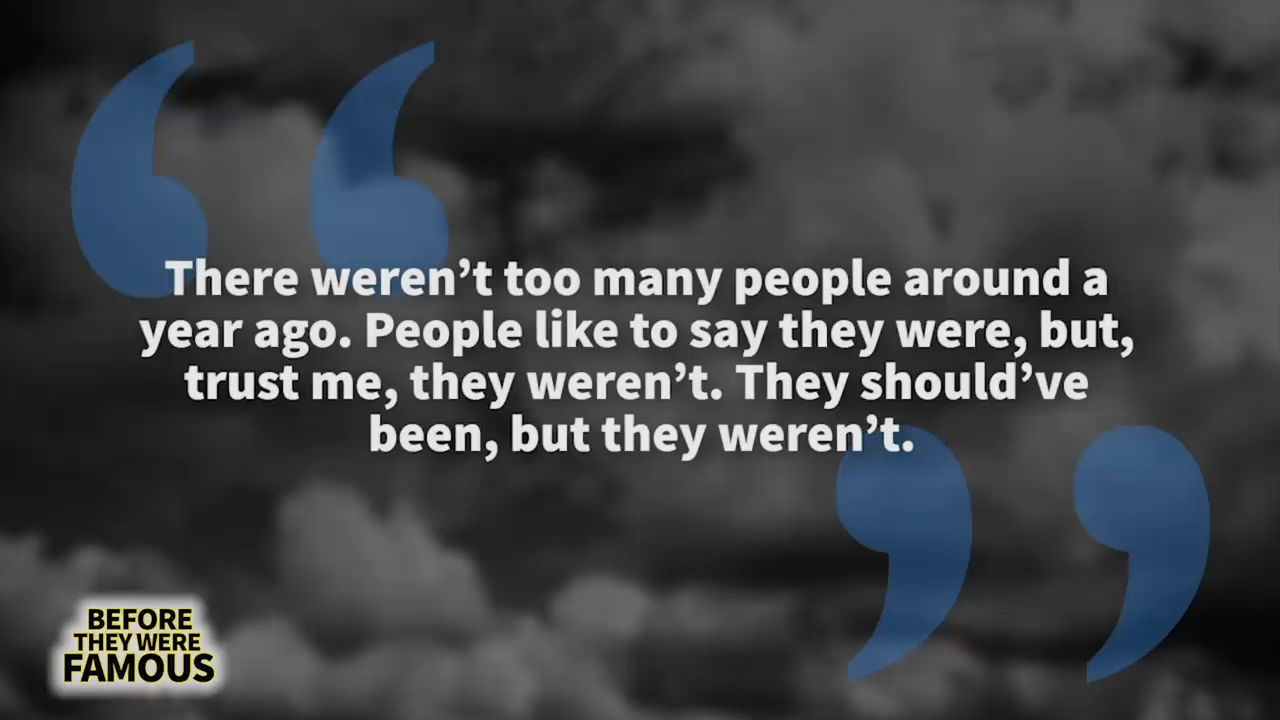 There weren’t too many people around a
year ago. People like to say they were, but,
trust me, they weren’t. They should’ve
been, but they weren’t.
BEFORE
THEY WERE
FAMOUS